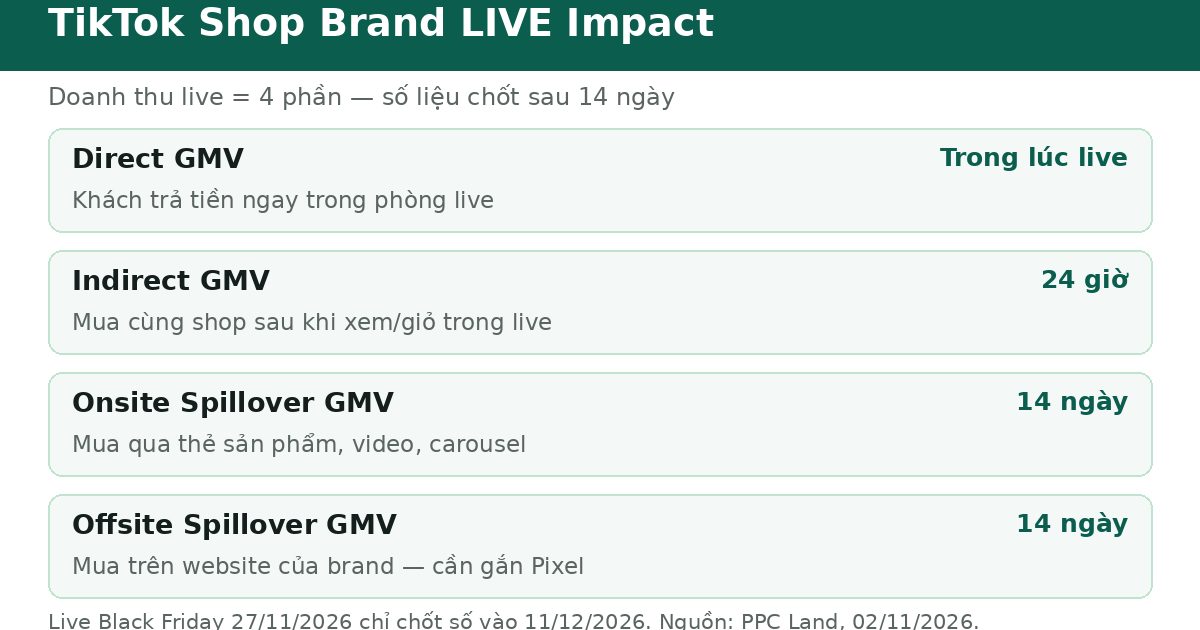 TikTok Shop Brand LIVE Impact
Doanh thu live = 4 phần — số liệu chốt sau 14 ngày
Direct GMV
Trong lúc live
Khách trả tiền ngay trong phòng live
Indirect GMV
24 giờ
Mua cùng shop sau khi xem/giỏ trong live
Onsite Spillover GMV
14 ngày
Mua qua thẻ sản phẩm, video, carousel
Offsite Spillover GMV
14 ngày
Mua trên website của brand — cần gắn Pixel
Live Black Friday 27/11/2026 chỉ chốt số vào 11/12/2026. Nguồn: PPC Land, 02/11/2026.